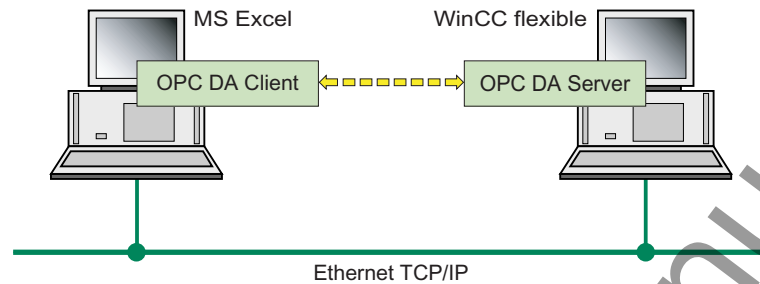 MS Excel
WinCC flexible
OPC DA Client
OPC DA Server
Ethernet TCP/IP